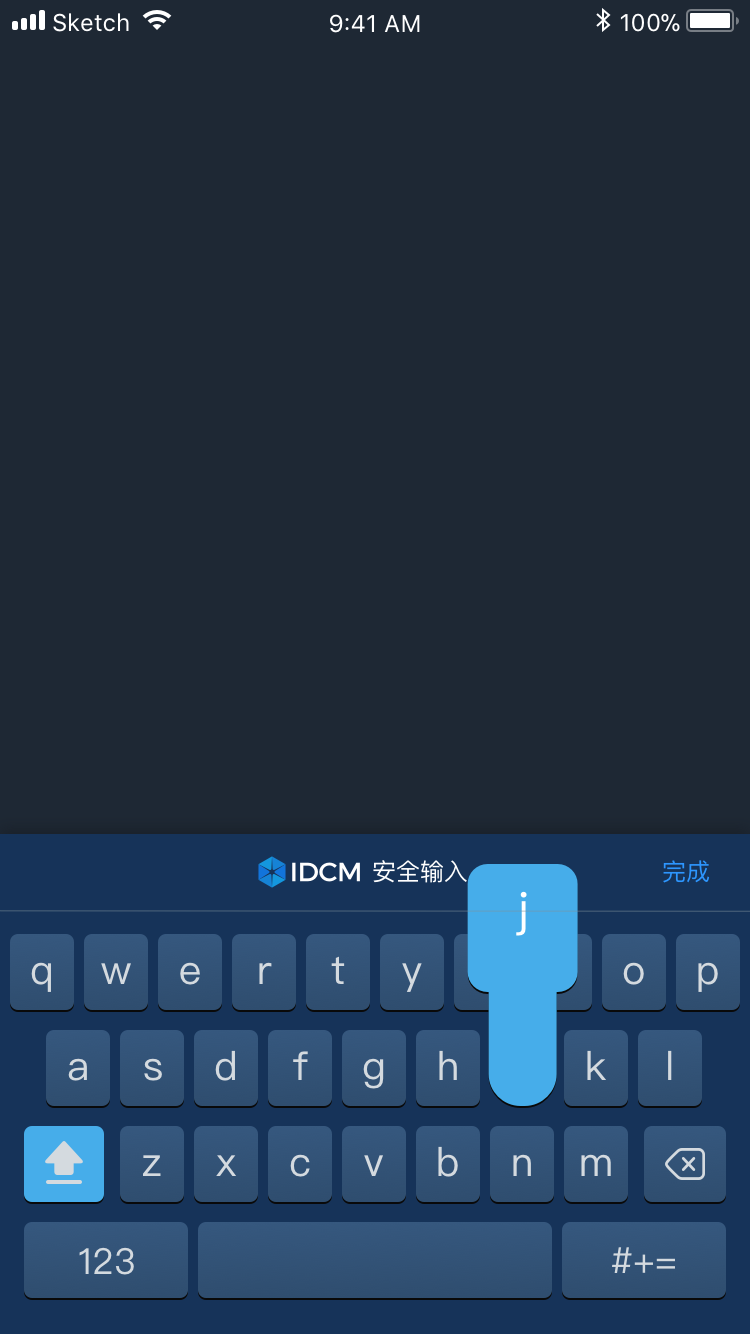 Sketch 9:41 AM 100%
IDCM 安全输入 完成
j
q w e r t y o p
a s d f g h k l
z x c v b n m
123 #+=